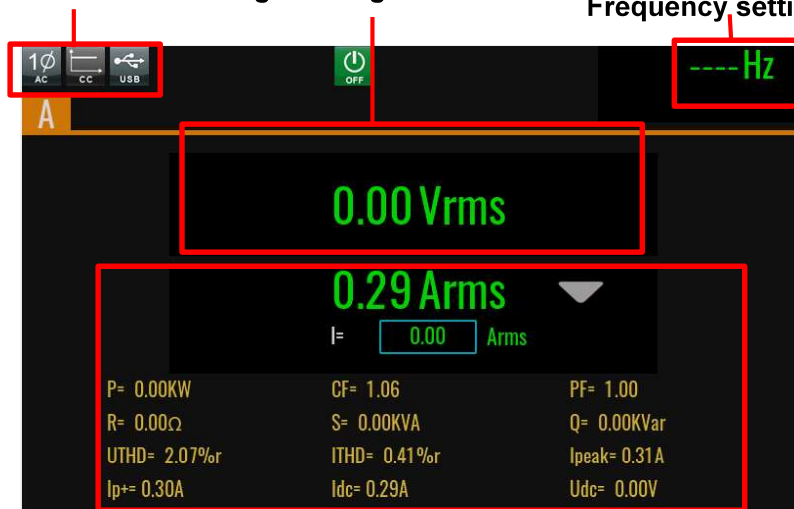 Frequency setti
1Ø AC CC USB OFF ----Hz
A
0.00 Vrms
0.29 Arms
I= 0.00 Arms
P= 0.00KW CF= 1.06 PF= 1.00
R= 0.00Ω S= 0.00KVA Q= 0.00KVar
UTHD= 2.07%r ITHD= 0.41%r Ipeak= 0.31A
Ip+= 0.30A Idc= 0.29A Udc= 0.00V